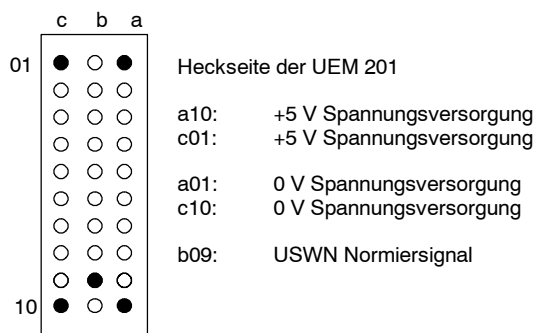 c b a
01
Heckseite der UEM 201
a10: +5 V Spannungsversorgung
c01: +5 V Spannungsversorgung
a01: 0 V Spannungsversorgung
c10: 0 V Spannungsversorgung
b09: USWN Normiersignal
10